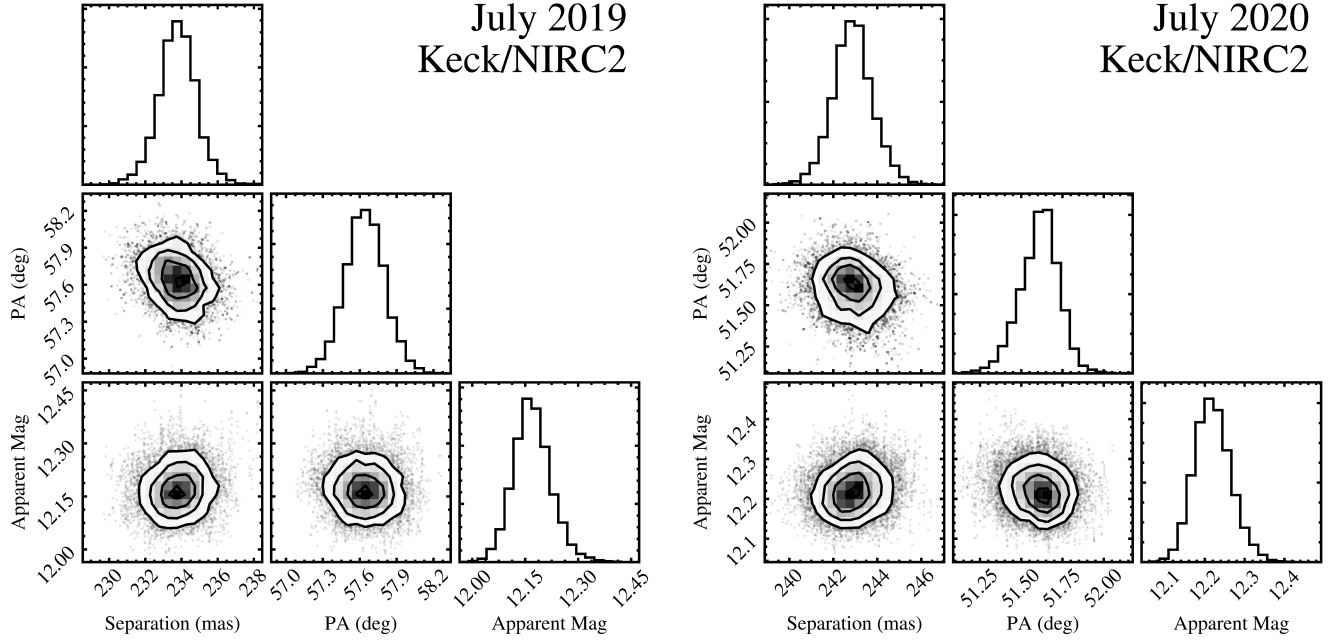 July 2019
Keck/NIRC2
July 2020
Keck/NIRC2
PA (deg)
58.2
57.9
57.6
57.3
57.0
PA (deg)
52.00
51.75
51.50
51.25
Apparent Mag
12.45
12.30
12.15
12.00
Apparent Mag
12.4
12.3
12.2
12.1
230 232 234 236 238
57.0 57.3 57.6 57.9 58.2
12.00 12.15 12.30 12.45
240 242 244 246
51.25 51.50 51.75 52.00
12.1 12.2 12.3 12.4
Separation (mas) PA (deg) Apparent Mag
Separation (mas) PA (deg) Apparent Mag